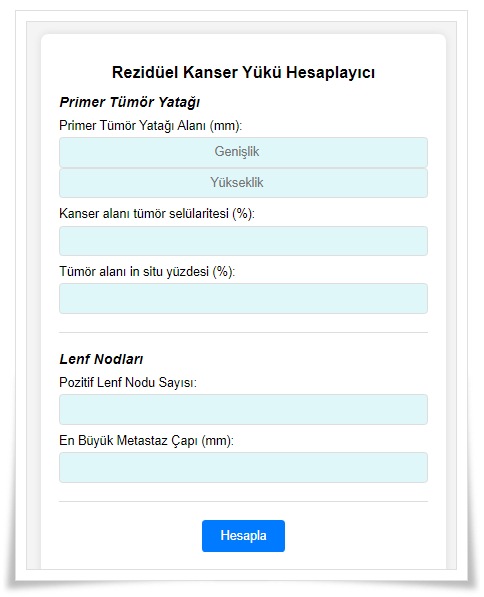 Rezidüel Kanser Yükü Hesaplayıcı
Primer Tümör Yatağı
Primer Tümör Yatağı Alanı (mm):
Genişlik
Yükseklik
Kanser alanı tümör selülaritesi (%):
Tümör alanı in situ yüzdesi (%):
Lenf Nodları
Pozitif Lenf Nodu Sayısı:
En Büyük Metastaz Çapı (mm):
Hesapla